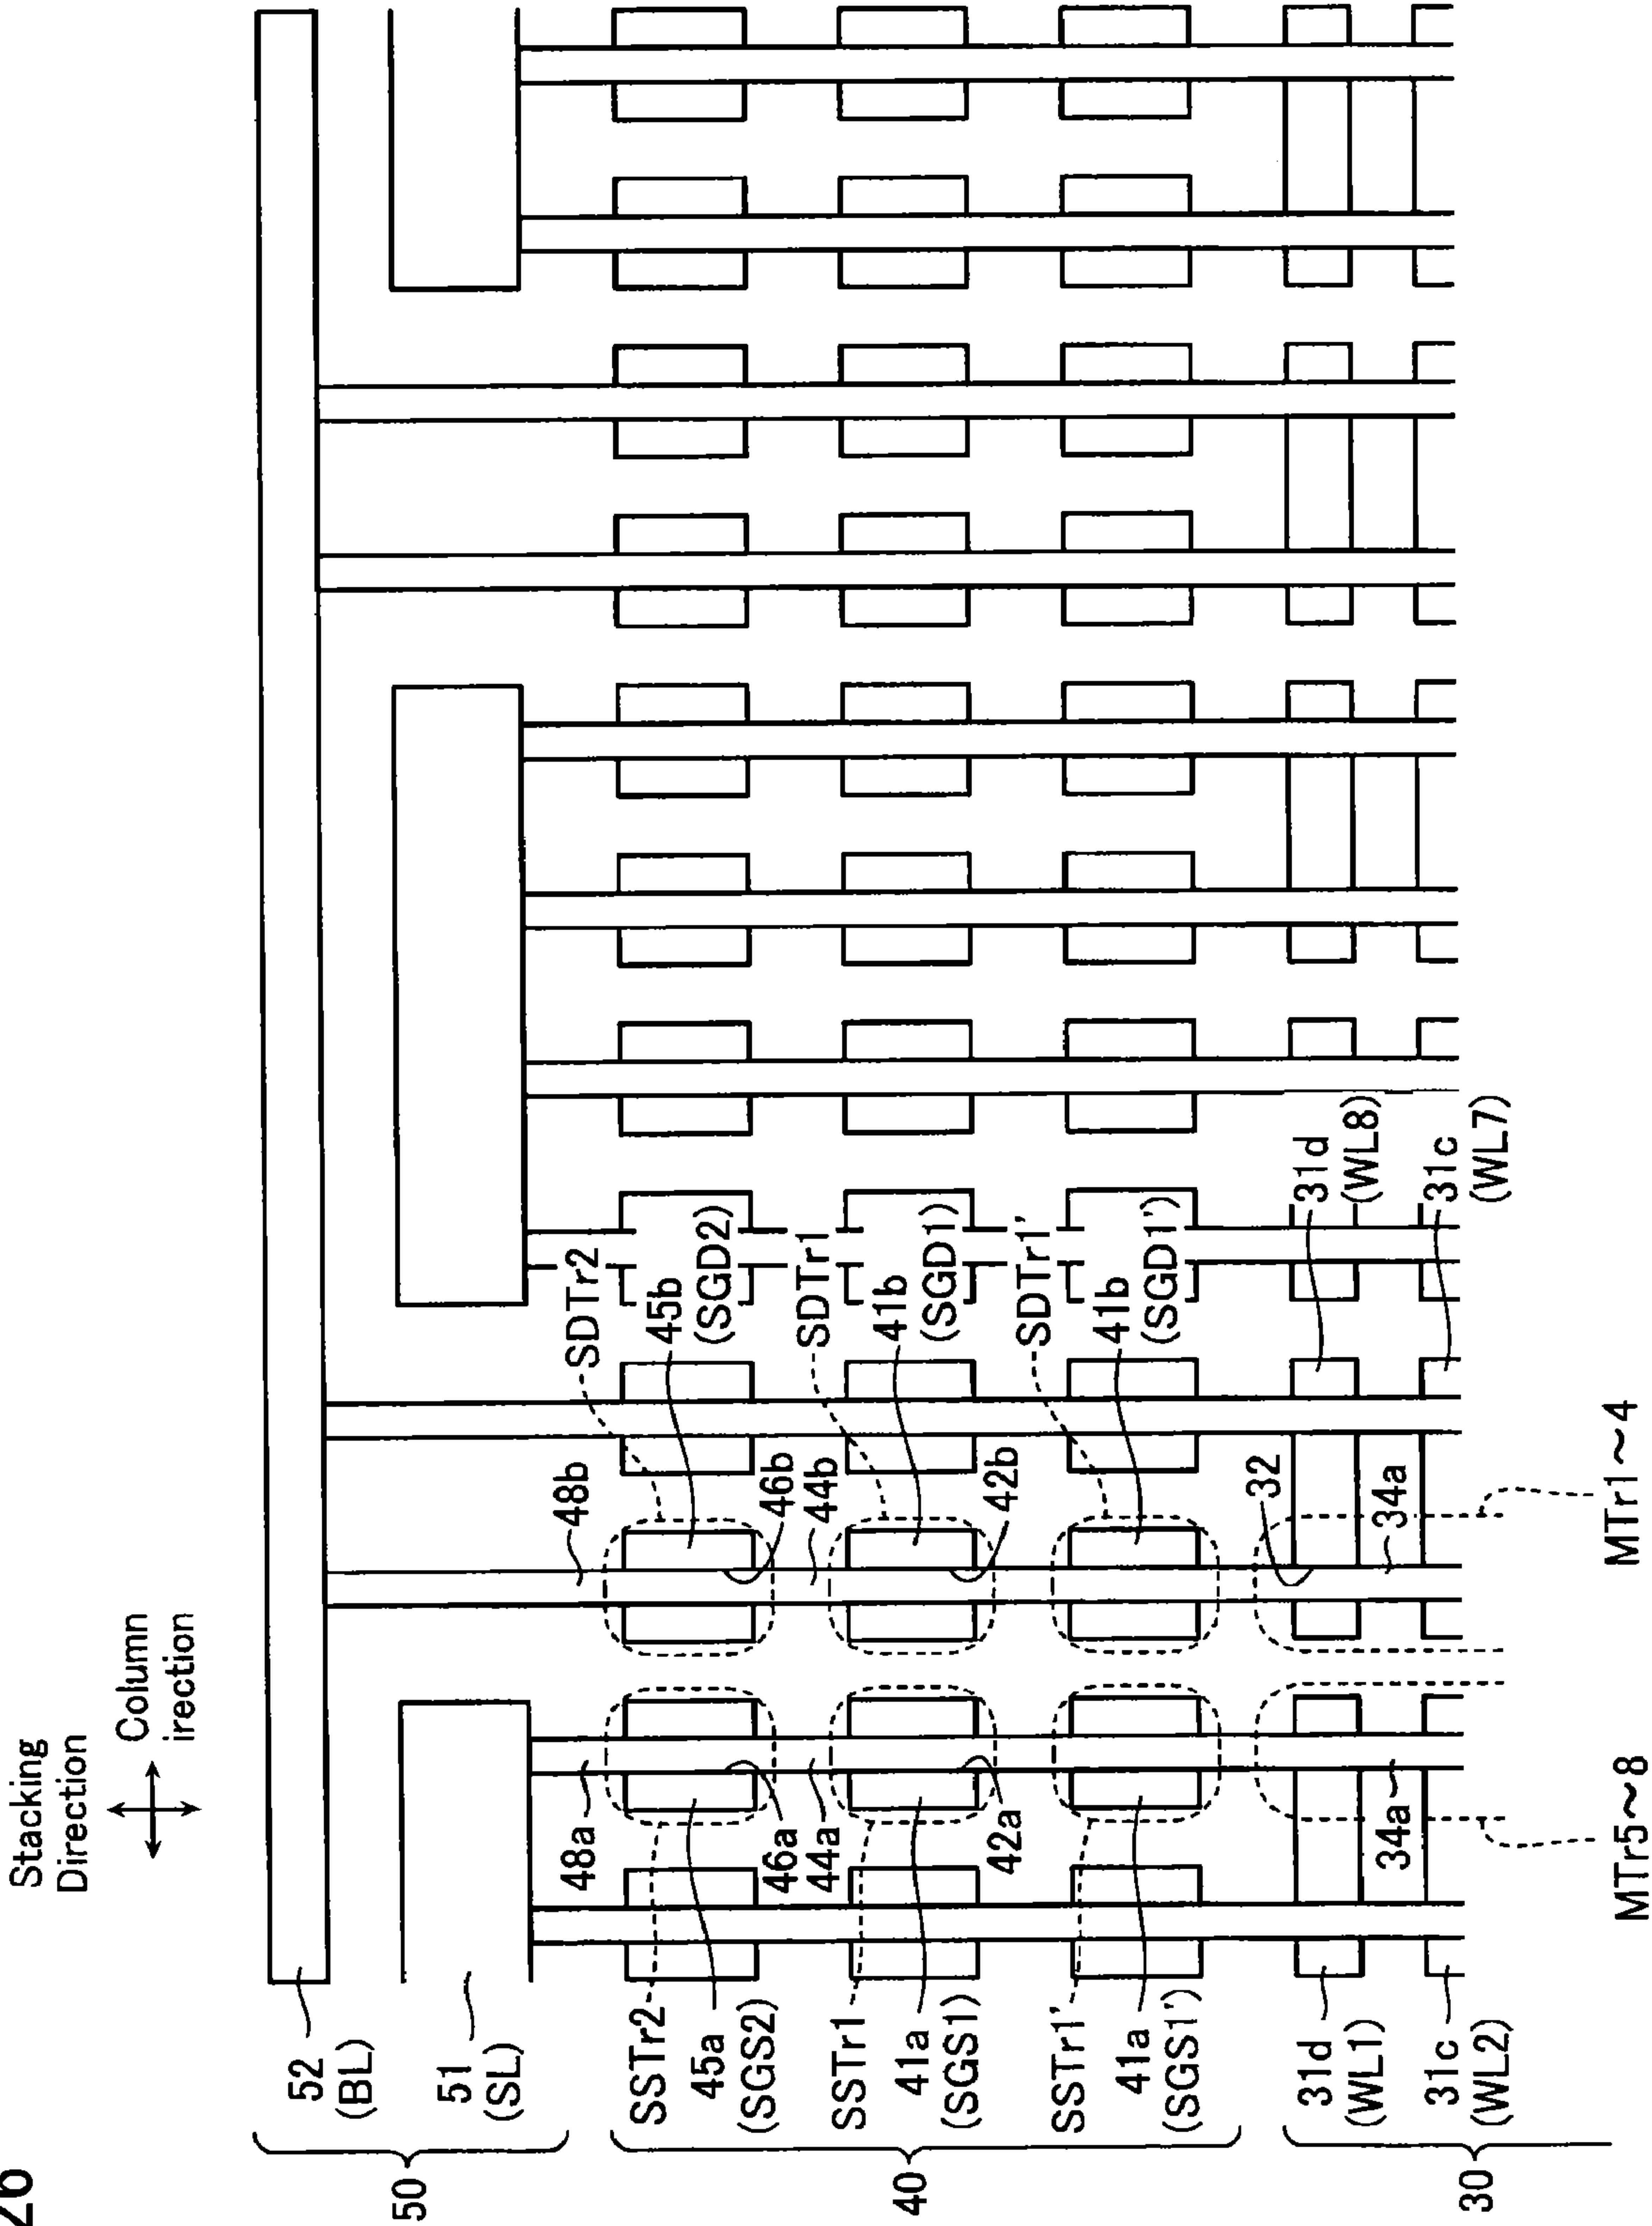 26
Stacking
Direction
Column
irection
50
52
(BL)
51
(SL)
48a
48b
40
SSTr2
45a
(SGS2)
46a
44a
46b
44b
SDTr2
45b
(SGD2)
SSTr1
41a
(SGS1)
42a
42b
SDTr1
41b
(SGD1)
SSTr1'
41a
(SGS1')
SDTr1'
41b
(SGD1')
30
31d
(WL1)
31c
(WL2)
34a
32
34a
31d
(WL8)
31c
(WL7)
MTr5~8
MTr1~4